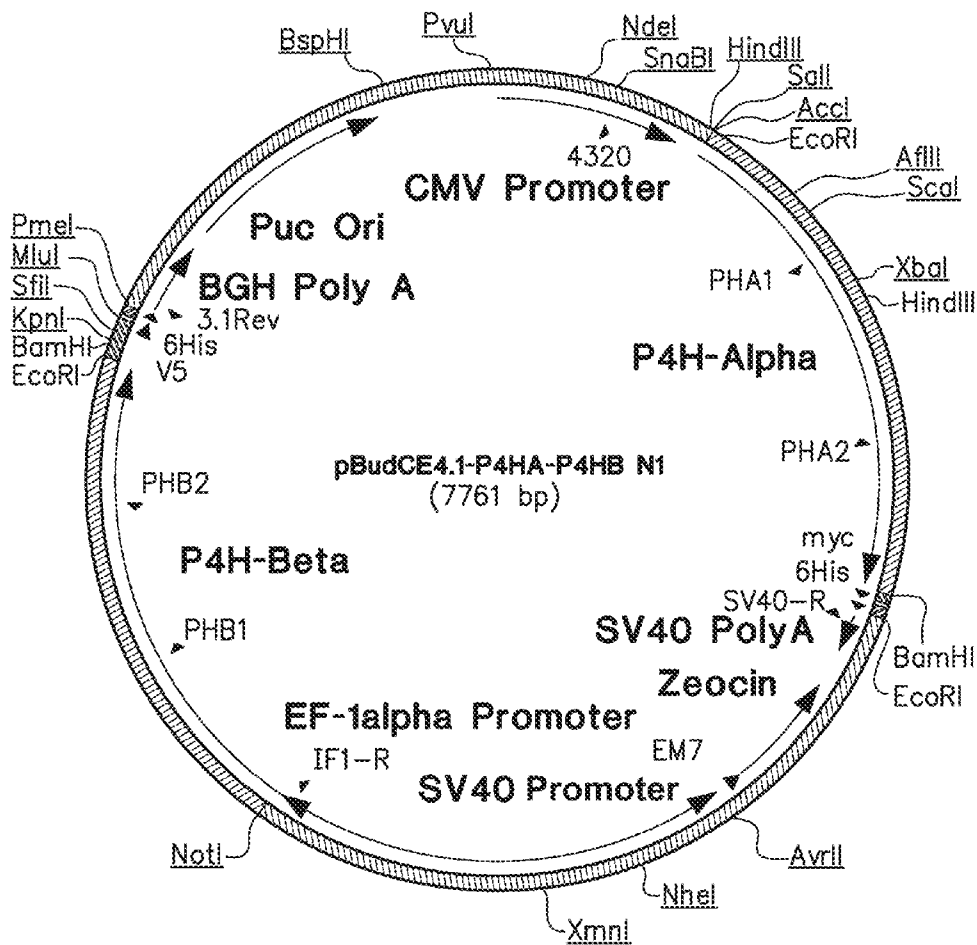 PvuI
BspHI
NdeI
SnaBI
HindIII
SalI
AccI
EcoRI
AflII
ScaI
XbaI
HindIII
4320
CMV Promoter
Puc Ori
PmeI
MluI
SfiI
KpnI
BamHI
EcoRI
BGH Poly A
3.1Rev
6His
V5
PHA1
P4H-Alpha
PHA2
pBudCE4.1-P4HA-P4HB N1
(7761 bp)
PHB2
P4H-Beta
PHB1
myc
6His
SV40-R
SV40 PolyA
BamHI
EcoRI
Zeocin
EF-1alpha Promoter
IF1-R
EM7
SV40 Promoter
NotI
AvrII
NheI
XmnI